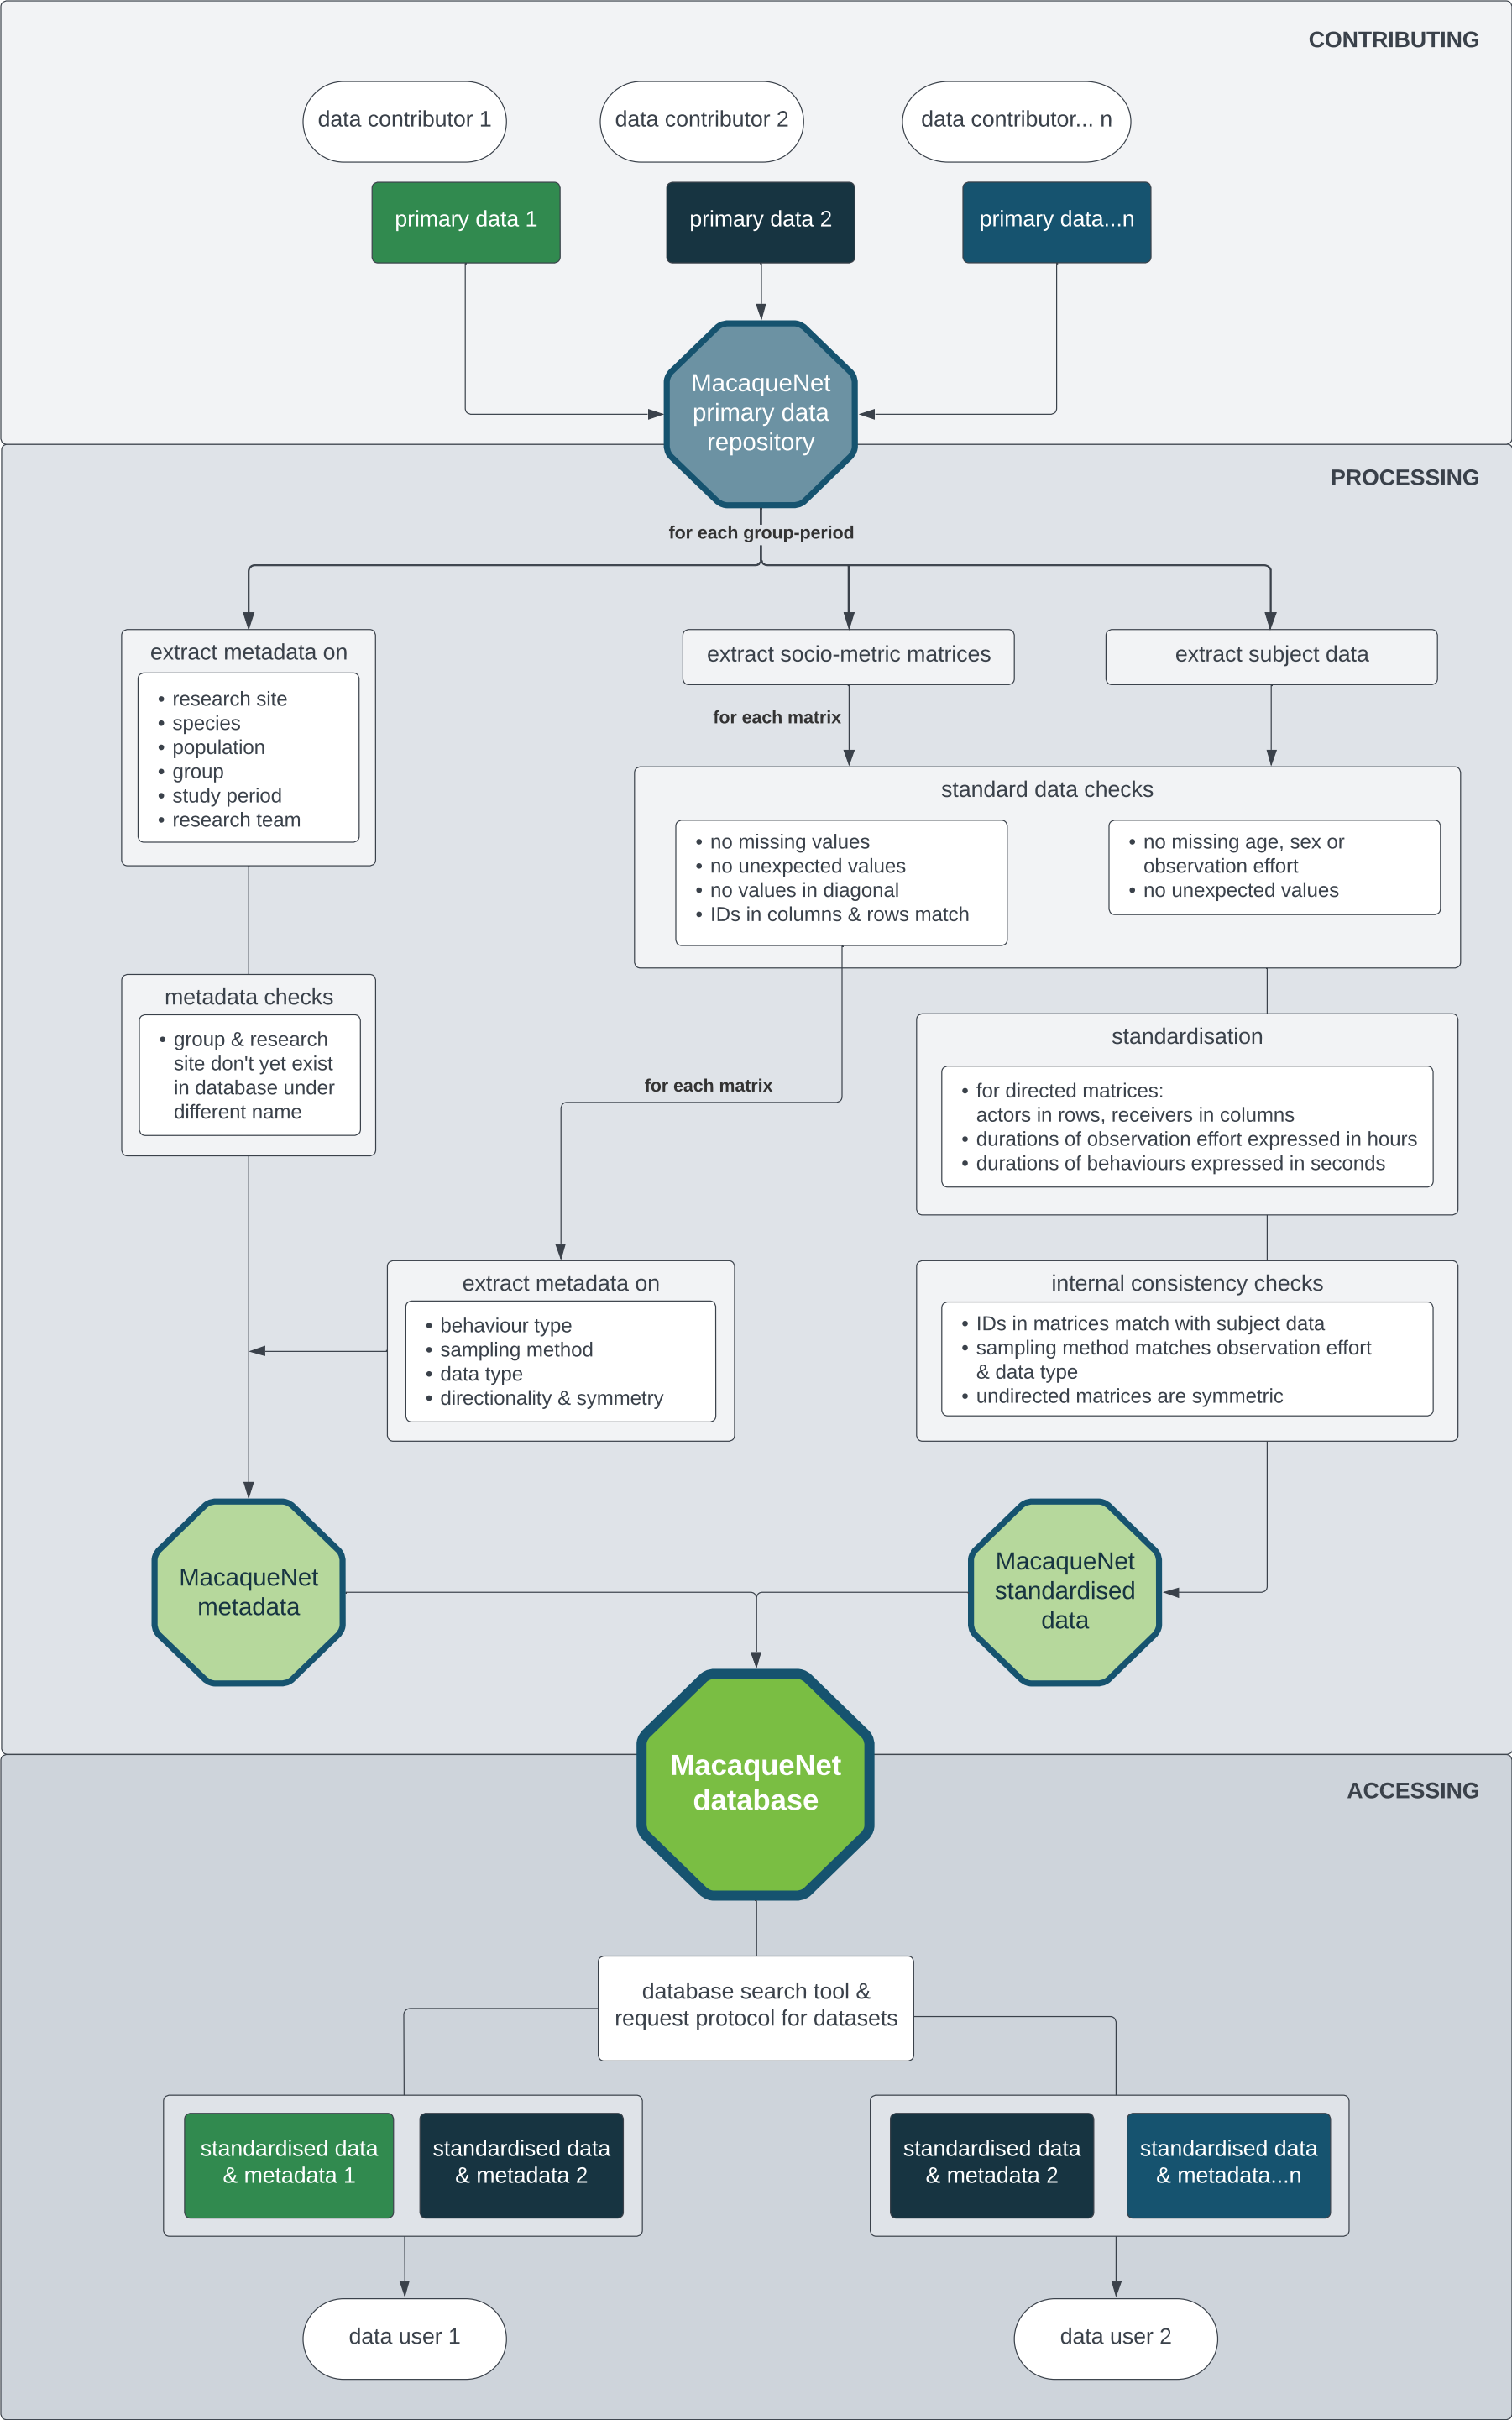 CONTRIBUTING
data contributor 1
data contributor 2
data contributor... n
primary data 1
primary data 2
primary data...n
MacaqueNet
primary data
repository
PROCESSING
for each group-period
extract metadata on
• research site
• species
• population
• group
• study period
• research team
extract socio-metric matrices
extract subject data
for each matrix
standard data checks
• no missing values
• no unexpected values
• no values in diagonal
• IDs in columns & rows match
• no missing age, sex or
observation effort
• no unexpected values
metadata checks
• group & research
site don't yet exist
in database under
different name
standardisation
• for directed matrices:
actors in rows, receivers in columns
• durations of observation effort expressed in hours
• durations of behaviours expressed in seconds
for each matrix
extract metadata on
• behaviour type
• sampling method
• data type
• directionality & symmetry
internal consistency checks
• IDs in matrices match with subject data
• sampling method matches observation effort
& data type
• undirected matrices are symmetric
MacaqueNet
metadata
MacaqueNet
standardised
data
MacaqueNet
database
ACCESSING
database search tool &
request protocol for datasets
standardised data
& metadata 1
standardised data
& metadata 2
standardised data
& metadata 2
standardised data
& metadata...n
data user 1
data user 2